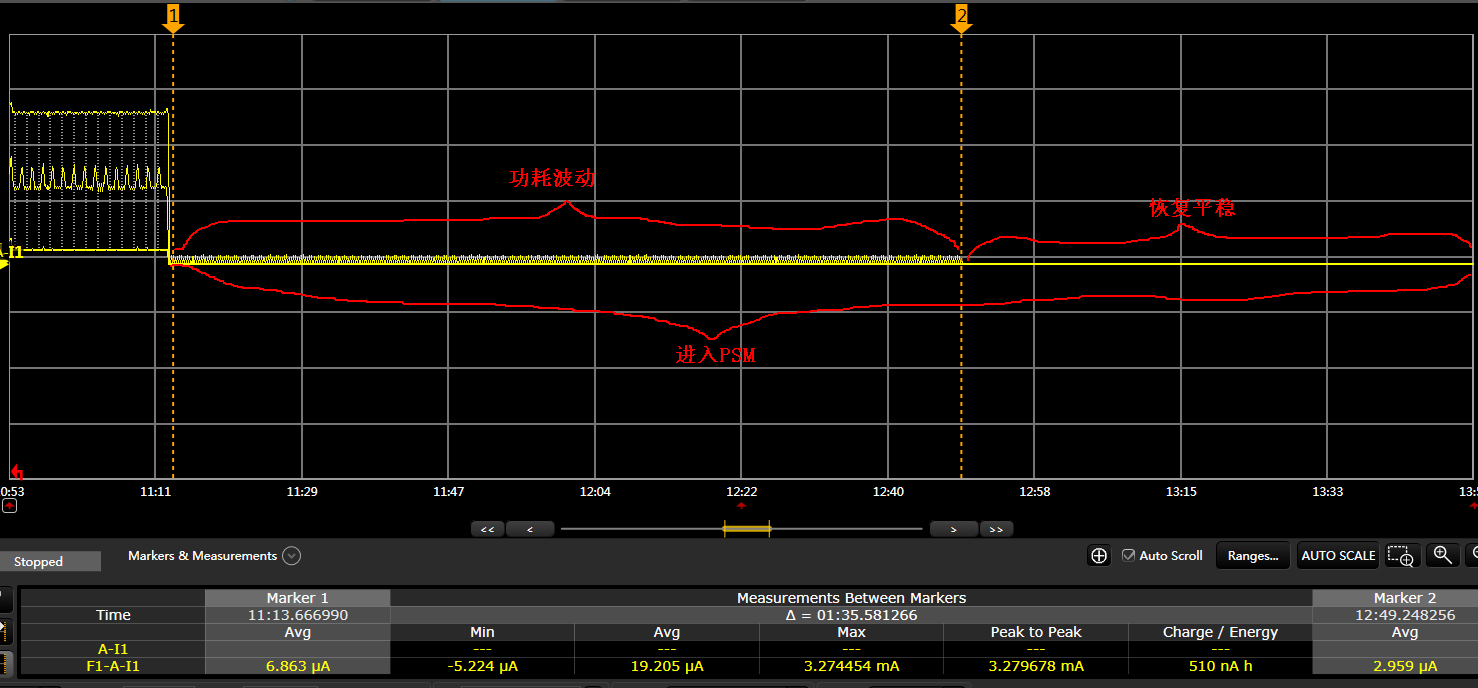 1
2
功耗波动
恢复平稳
A-I1
进入PSM
0:53 11:11 11:29 11:47 12:04 12:22 12:40 12:58 13:15 13:33
<< < > >>
Stopped Markers & Measurements Auto Scroll Ranges... AUTO SCALE
Marker 1 Measurements Between Markers Marker 2
Time 11:13.666990 Δ = 01:35.581266 12:49.248256
Avg Min Avg Max Peak to Peak Charge / Energy Avg
A-I1 --- --- --- --- ---
F1-A-I1 6.863 µA -5.224 µA 19.205 µA 3.274454 mA 3.279678 mA 510 nA h 2.959 µA